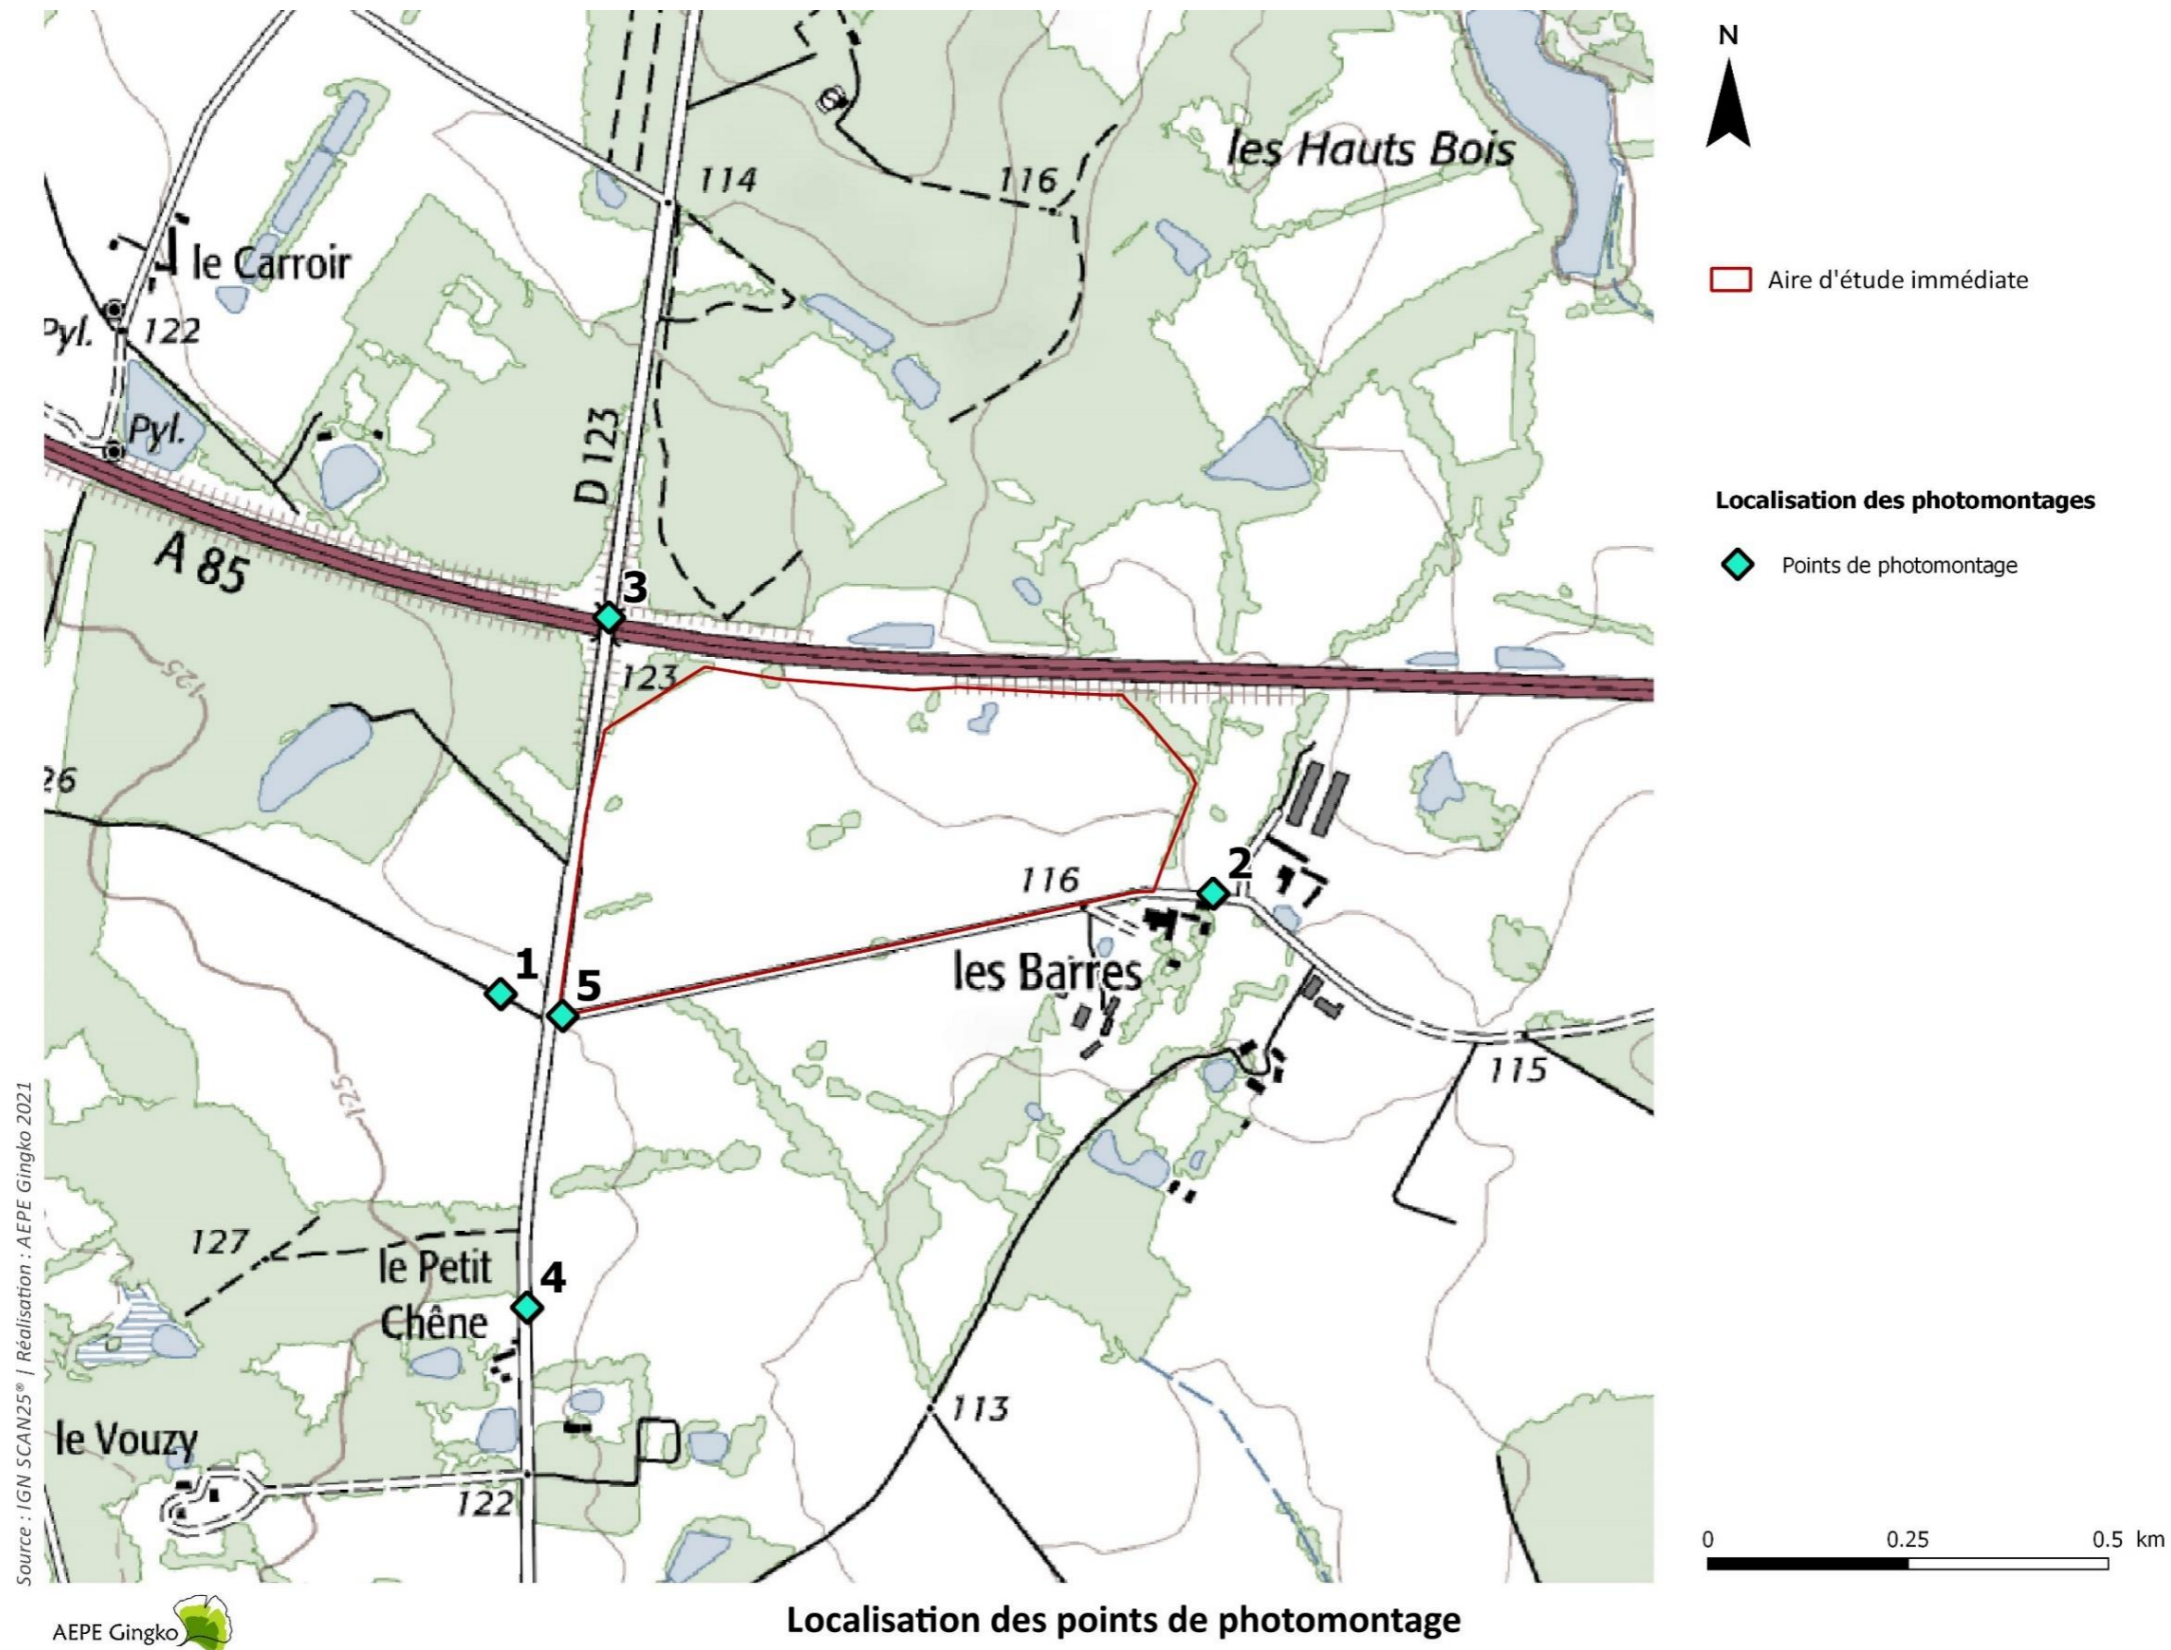 N
les Hauts Bois
114
116
le Carroir
Aire d'étude immédiate
Pyl.
122
Pyl.
D 123
Localisation des photomontages
A 85
Points de photomontage
3
123
125
26
2
116
1
5
les Barres
125
115
127
le Petit
Chêne
4
113
le Vouzy
122
0 0.25 0.5 km
Source : IGN SCAN25® | Réalisation : AEPE Gingko 2021
AEPE Gingko
Localisation des points de photomontage